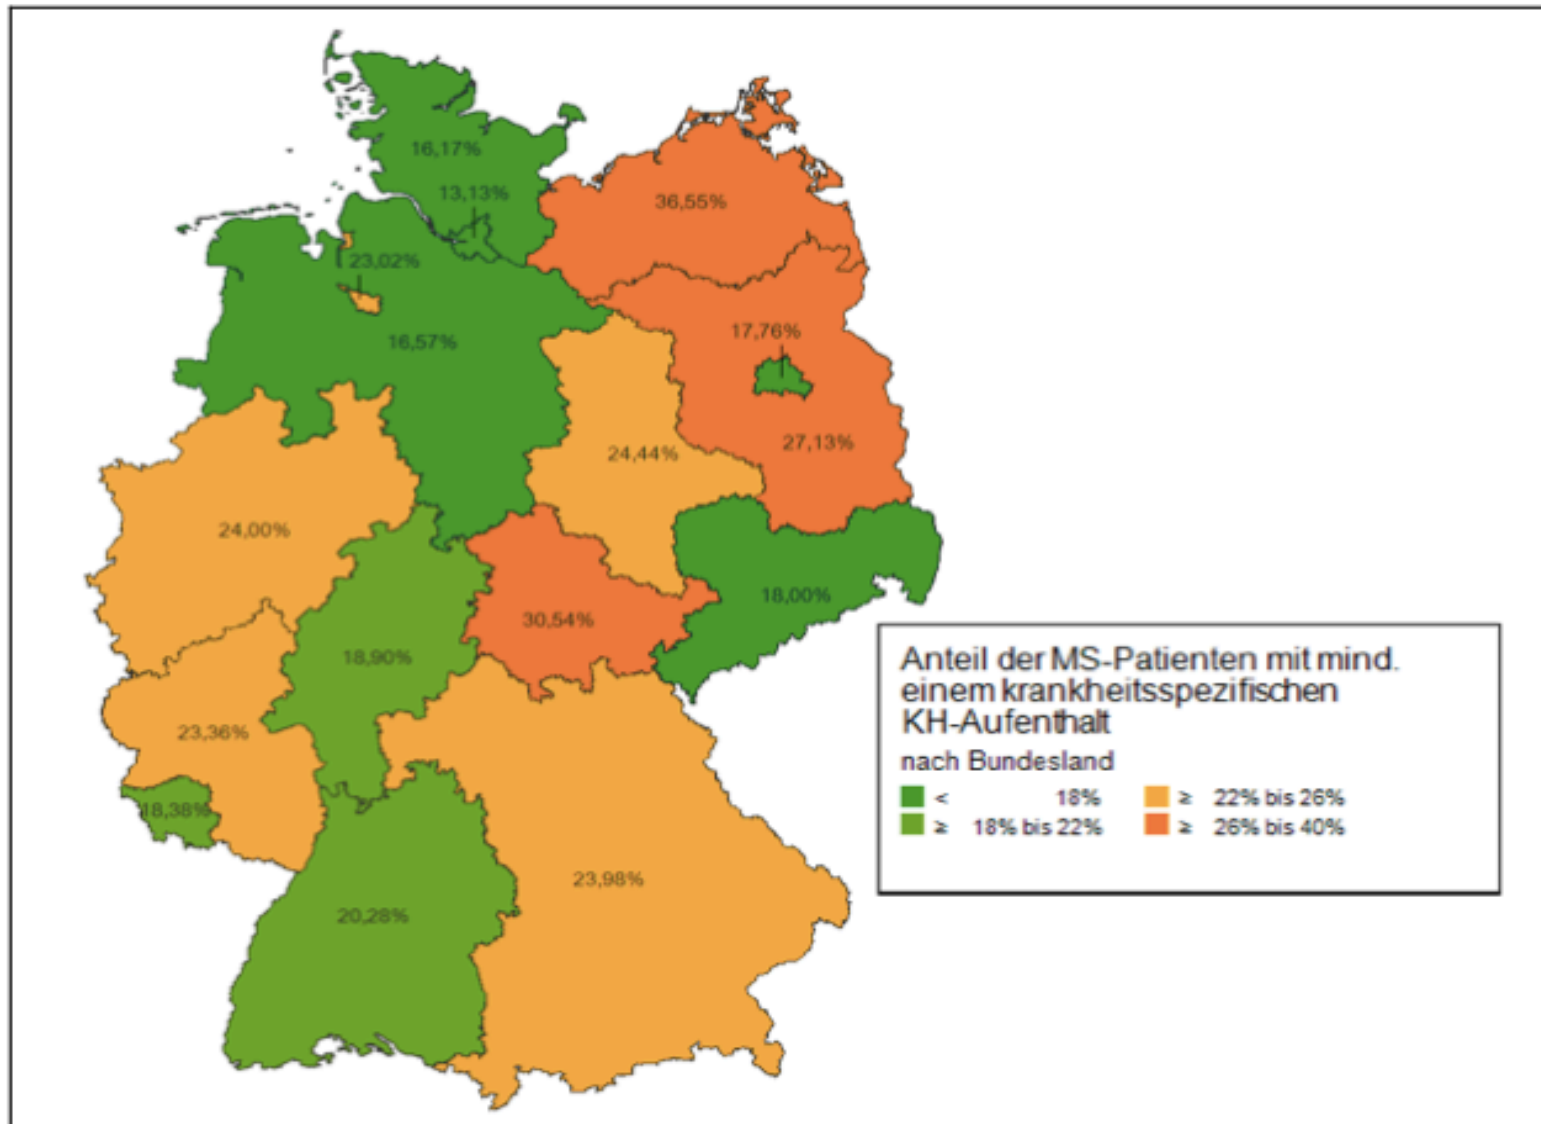 16,17%
13,13%
36,55%
23,02%
17,76%
16,57%
27,13%
24,44%
24,00%
18,00%
30,54%
18,90%
23,36%
18,38%
23,98%
20,28%
Anteil der MS-Patienten mit mind.
einem krankheitsspezifischen
KH-Aufenthalt
nach Bundesland
< 18% ≥ 22% bis 26%
≥ 18% bis 22% ≥ 26% bis 40%